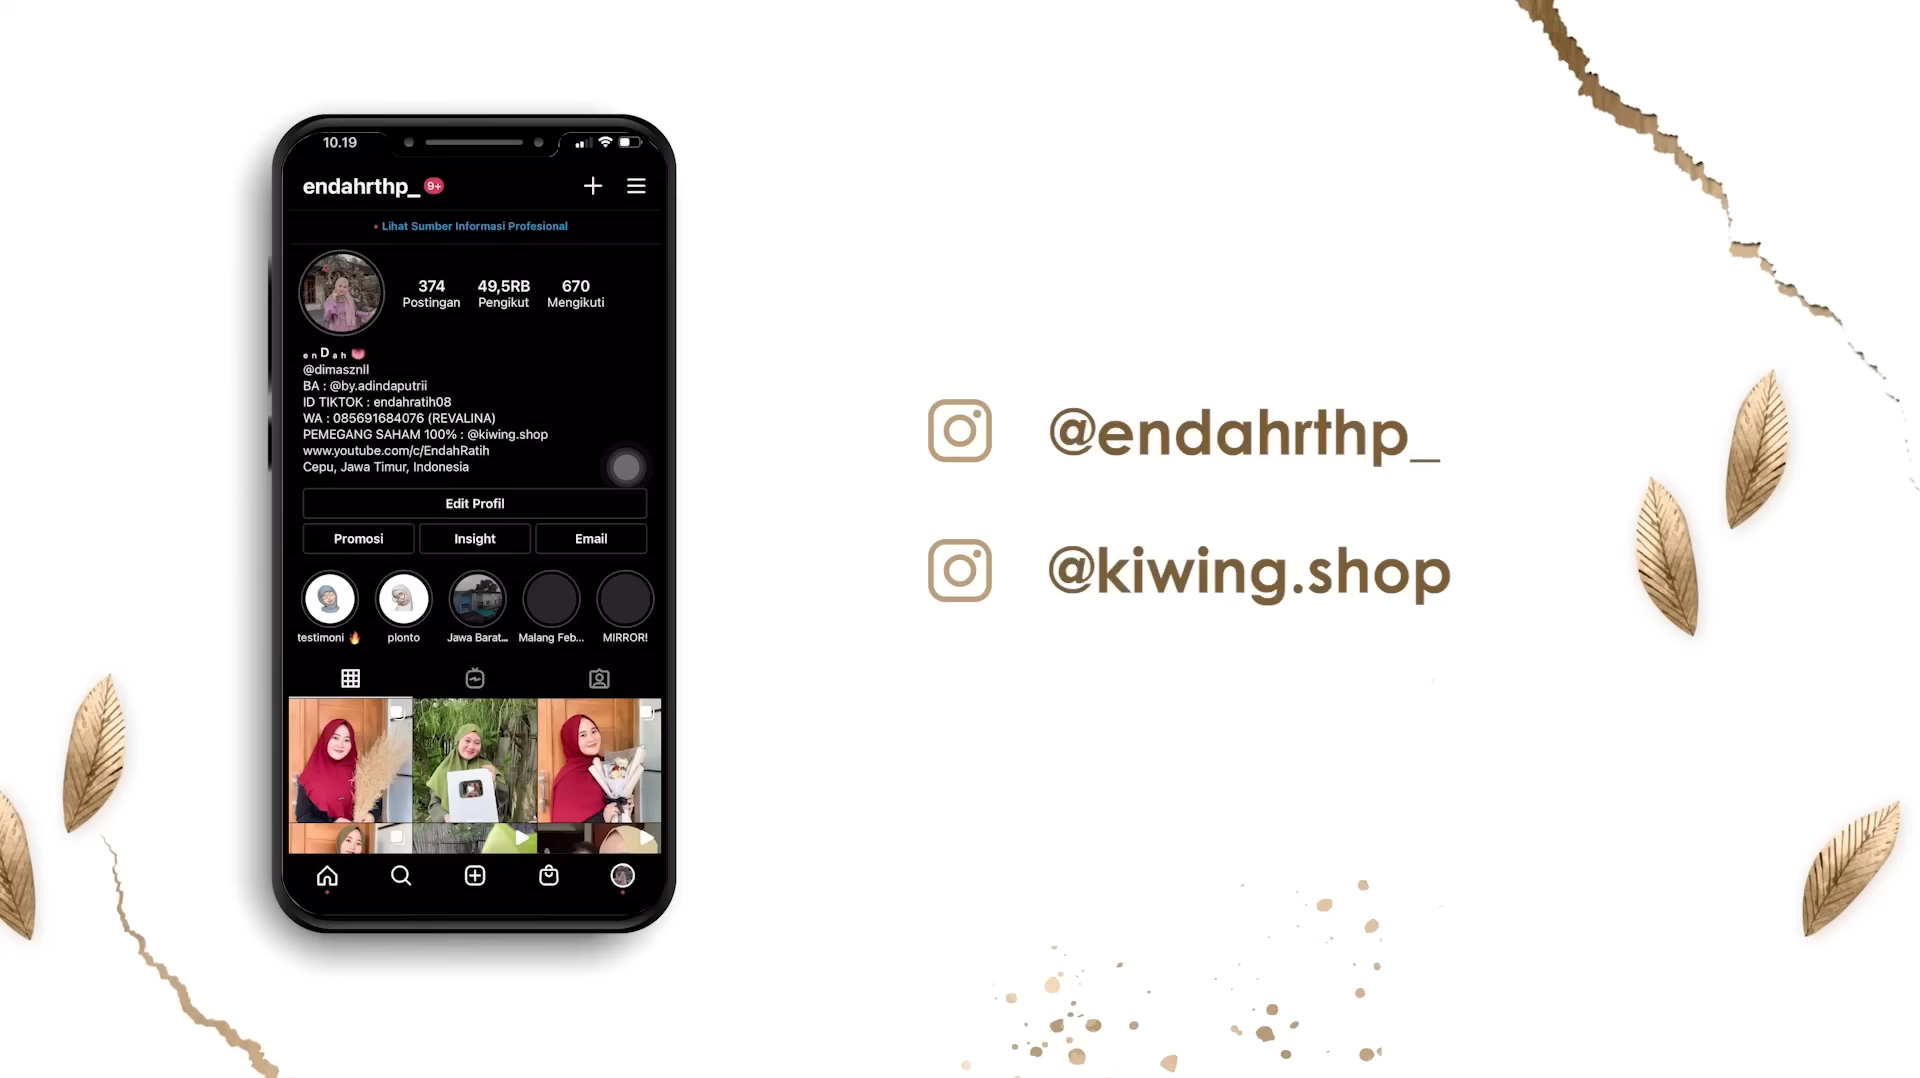 10.19
endahrthp_ 9+
Lihat Sumber Informasi Profesional
374 49,5RB 670
Postingan Pengikut Mengikuti
enDah
@dimasznll
BA : @by.adindaputrii
ID TIKTOK : endahratih08
WA : 085691684076 (REVALINA)
PEMEGANG SAHAM 100% : @kiwing.shop
www.youtube.com/c/EndahRatih
Cepu, Jawa Timur, Indonesia
Edit Profil
Promosi Insight Email
testimoni 🔥 plonto Jawa Barat... Malang Feb... MIRROR!
@endahrthp_
@kiwing.shop